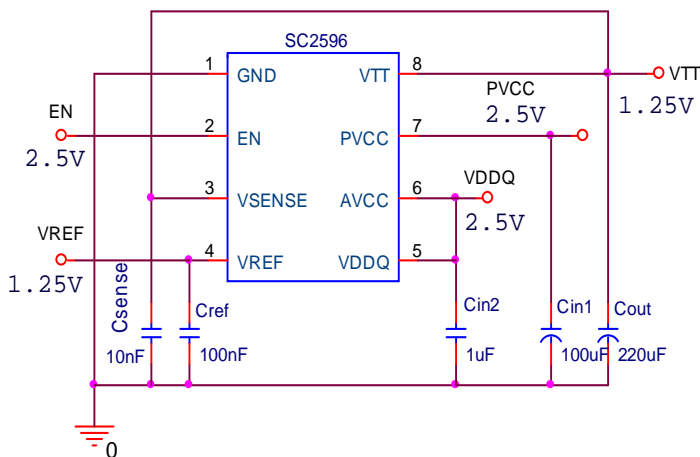 SC2596
1
GND
VTT
8
VTT
1.25V
EN
2.5V
2
EN
PVCC
7
PVCC
2.5V
3
VSENSE
AVCC
6
VDDQ
2.5V
VREF
1.25V
4
VREF
VDDQ
5
Csense
10nF
Cref
100nF
Cin2
1uF
Cin1
100uF
Cout
220uF
0